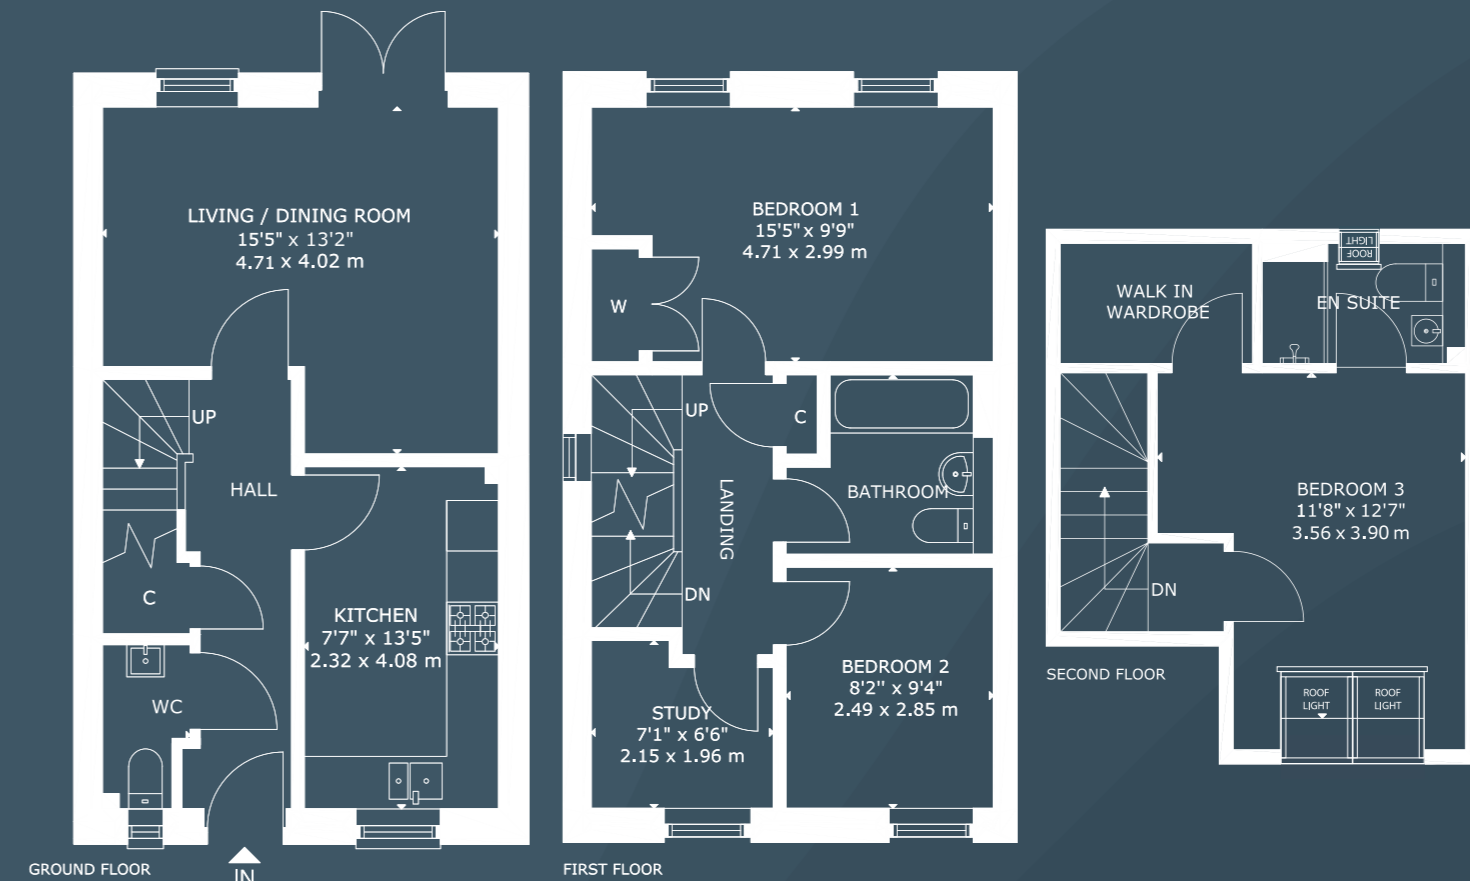 LIVING / DINING ROOM
15'5" x 13'2"
4.71 x 4.02 m
UP
HALL
C
KITCHEN
7'7" x 13'5"
2.32 x 4.08 m
WC
IN
GROUND FLOOR
BEDROOM 1
15'5" x 9'9"
4.71 x 2.99 m
W
UP
C
LANDING
BATHROOM
DN
BEDROOM 2
8'2'' x 9'4"
2.49 x 2.85 m
STUDY
7'1" x 6'6"
2.15 x 1.96 m
FIRST FLOOR
WALK IN
WARDROBE
ROOF
LIGHT
EN SUITE
BEDROOM 3
11'8" x 12'7"
3.56 x 3.90 m
DN
SECOND FLOOR
ROOF
LIGHT
ROOF
LIGHT